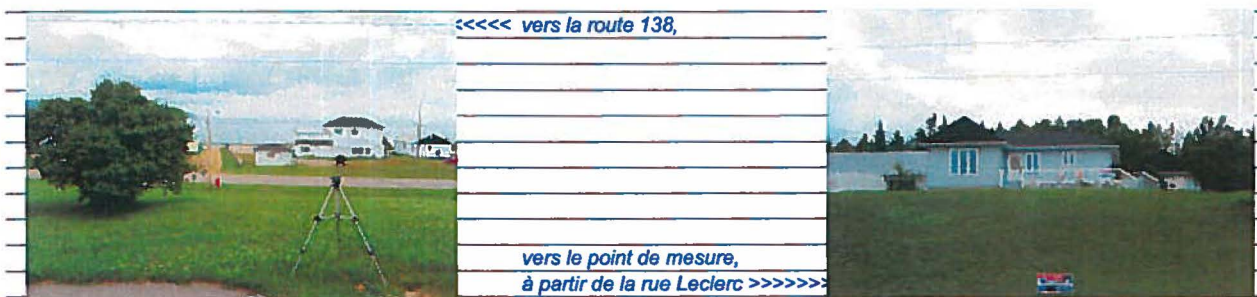 <<<<< vers la route 138,
vers le point de mesure,
à partir de la rue Leclerc >>>>>>>